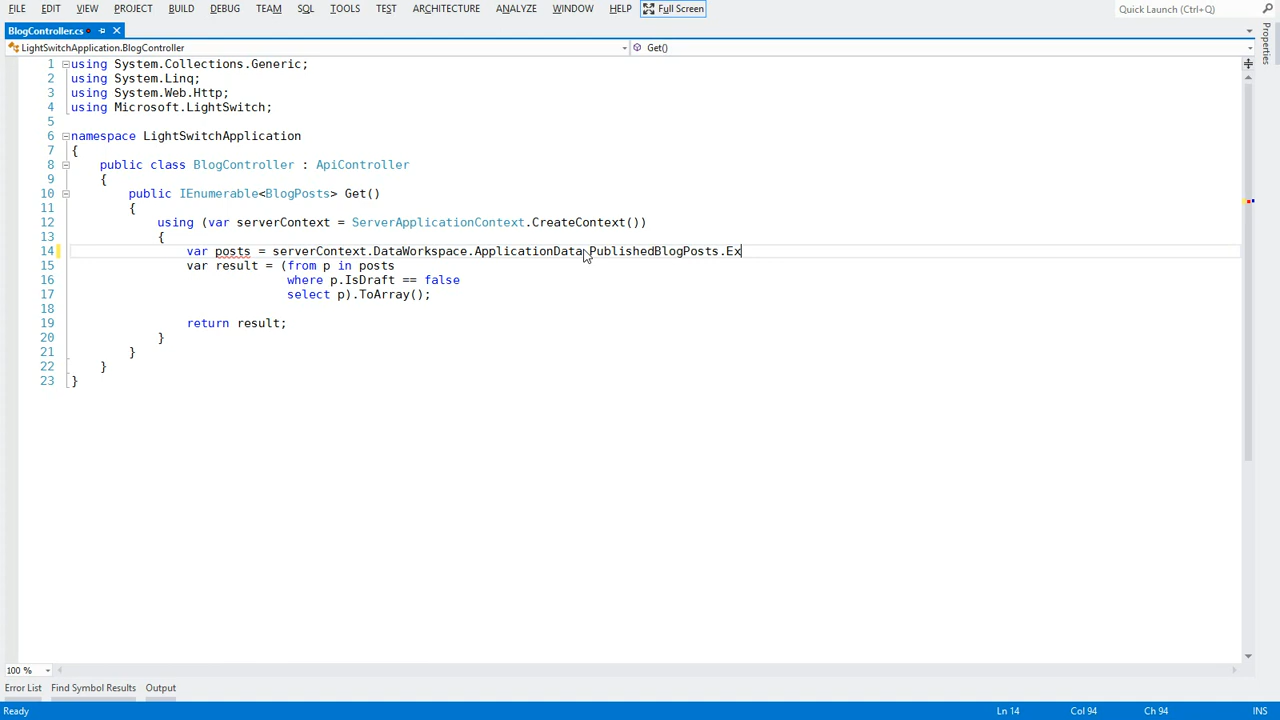 FILE EDIT VIEW PROJECT BUILD DEBUG TEAM SQL TOOLS TEST ARCHITECTURE ANALYZE WINDOW HELP Full Screen Quick Launch (Ctrl+Q)
BlogController.cs
Properties
LightSwitchApplication.BlogController Get()
1 using System.Collections.Generic;
2 using System.Linq;
3 using System.Web.Http;
4 using Microsoft.LightSwitch;
5
6 namespace LightSwitchApplication
7 {
8 public class BlogController : ApiController
9 {
10 public IEnumerable<BlogPosts> Get()
11 {
12 using (var serverContext = ServerApplicationContext.CreateContext())
13 {
14 var posts = serverContext.DataWorkspace.ApplicationData.PublishedBlogPosts.Ex
15 var result = (from p in posts
16 where p.IsDraft == false
17 select p).ToArray();
18
19 return result;
20 }
21 }
22 }
23 }
100 %
Error List Find Symbol Results Output
Ready Ln 14 Col 94 Ch 94 INS